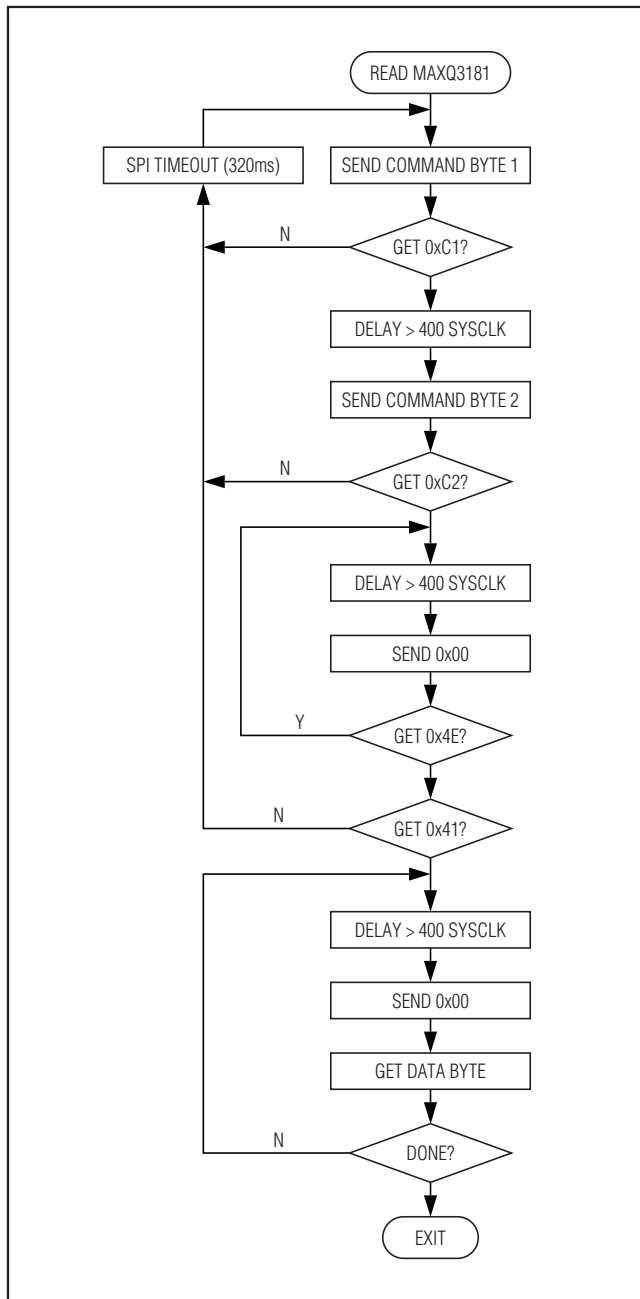 READ MAXQ3181
SPI TIMEOUT (320ms)
SEND COMMAND BYTE 1
N
GET 0xC1?
DELAY > 400 SYSCLK
SEND COMMAND BYTE 2
N
GET 0xC2?
DELAY > 400 SYSCLK
SEND 0x00
Y
GET 0x4E?
N
GET 0x41?
DELAY > 400 SYSCLK
SEND 0x00
GET DATA BYTE
N
DONE?
EXIT